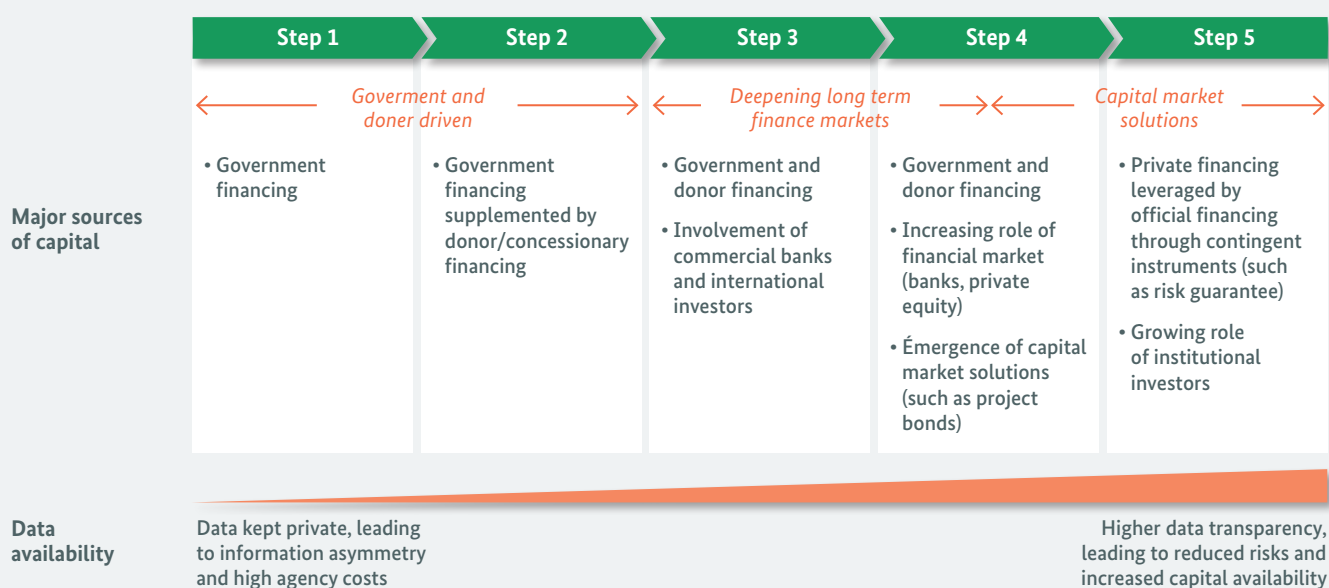 Step 1
Step 2
Step 3
Step 4
Step 5
Goverment and
doner driven
Deepening long term
finance markets
Capital market
solutions
Major sources
of capital
• Government
financing
• Government
financing
supplemented by
donor/concessionary
financing
• Government and
donor financing
• Involvement of
commercial banks
and international
investors
• Government and
donor financing
• Increasing role of
financial market
(banks, private
equity)
• Émergence of capital
market solutions
(such as project
bonds)
• Private financing
leveraged by
official financing
through contingent
instruments (such
as risk guarantee)
• Growing role
of institutional
investors
Data
availability
Data kept private, leading
to information asymmetry
and high agency costs
Higher data transparency,
leading to reduced risks and
increased capital availability